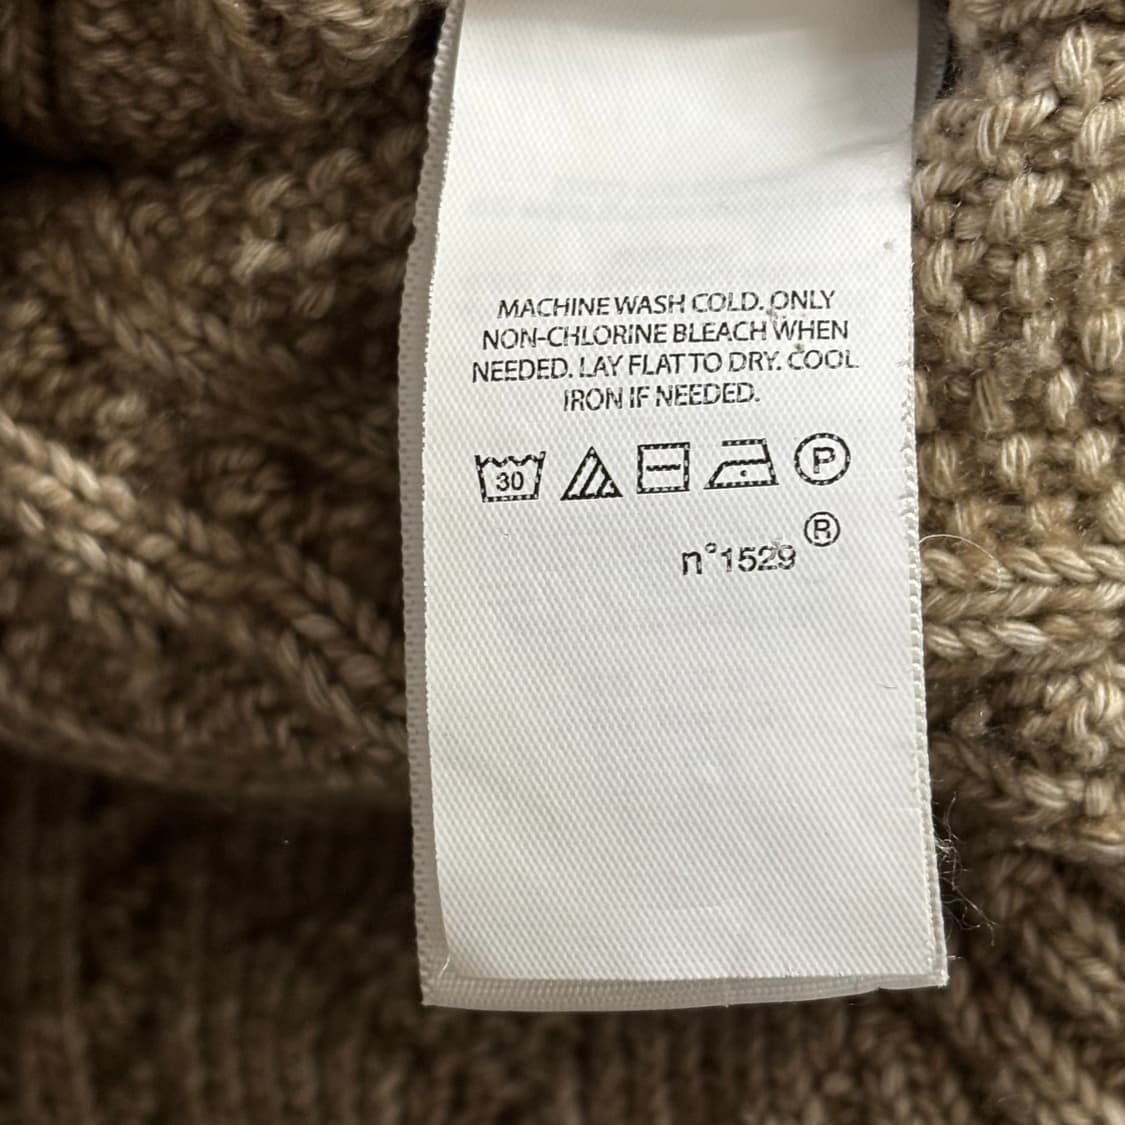 MACHINE WASH COLD. ONLY
NON-CHLORINE BLEACH WHEN
NEEDED. LAY FLAT TO DRY. COOL
IRON IF NEEDED.
30 P
®
n°1529